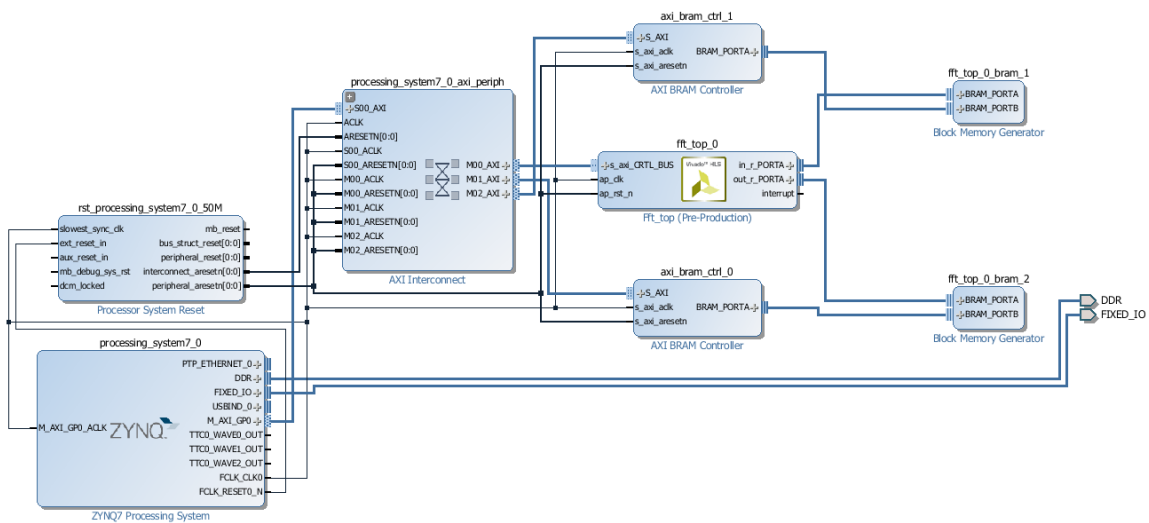 axi_bram_ctrl_1
S_AXI
s_axi_aclk
s_axi_aresetn
BRAM_PORTA
AXI BRAM Controller
processing_system7_0_axi_periph
S00_AXI
ACLK
ARESETN[0:0]
S00_ACLK
S00_ARESETN[0:0]
M00_ACLK
M00_ARESETN[0:0]
M01_ACLK
M01_ARESETN[0:0]
M02_ACLK
M02_ARESETN[0:0]
M00_AXI
M01_AXI
M02_AXI
AXI Interconnect
fft_top_0_bram_1
BRAM_PORTA
BRAM_PORTB
Block Memory Generator
fft_top_0
s_axi_CRTL_BUS
ap_clk
ap_rst_n
in_r_PORTA
out_r_PORTA
interrupt
Fft_top (Pre-Production)
rst_processing_system7_0_50M
slowest_sync_clk
ext_reset_in
aux_reset_in
mb_debug_sys_rst
dcm_locked
mb_reset
bus_struct_reset[0:0]
peripheral_reset[0:0]
interconnect_aresetn[0:0]
peripheral_aresetn[0:0]
Processor System Reset
axi_bram_ctrl_0
S_AXI
s_axi_aclk
s_axi_aresetn
BRAM_PORTA
AXI BRAM Controller
fft_top_0_bram_2
BRAM_PORTA
BRAM_PORTB
Block Memory Generator
DDR
FIXED_IO
processing_system7_0
M_AXI_GP0_ACLK
ZYNQ
PTP_ETHERNET_0
DDR
FIXED_IO
USBIND_0
M_AXI_GP0
TTC0_WAVE0_OUT
TTC0_WAVE1_OUT
TTC0_WAVE2_OUT
FCLK_CLK0
FCLK_RESET0_N
ZYNQ7 Processing System